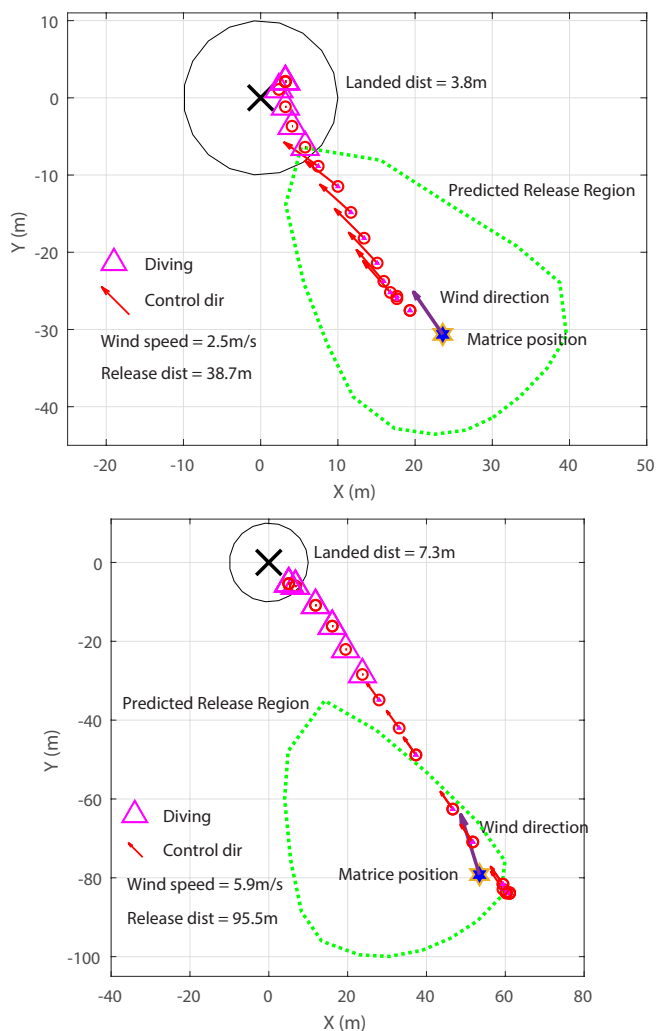 10
0
-10
-20
-30
-40
Y (m)
Landed dist = 3.8m
Predicted Release Region
Diving
Control dir
Wind direction
Wind speed = 2.5m/s
Matrice position
Release dist = 38.7m
-20
-10
0
10
20
30
40
50
X (m)
0
-20
-40
-60
-80
-100
Y (m)
Landed dist = 7.3m
Predicted Release Region
Diving
Wind direction
Control dir
Matrice position
Wind speed = 5.9m/s
Release dist = 95.5m
-40
-20
0
20
40
60
80
X (m)